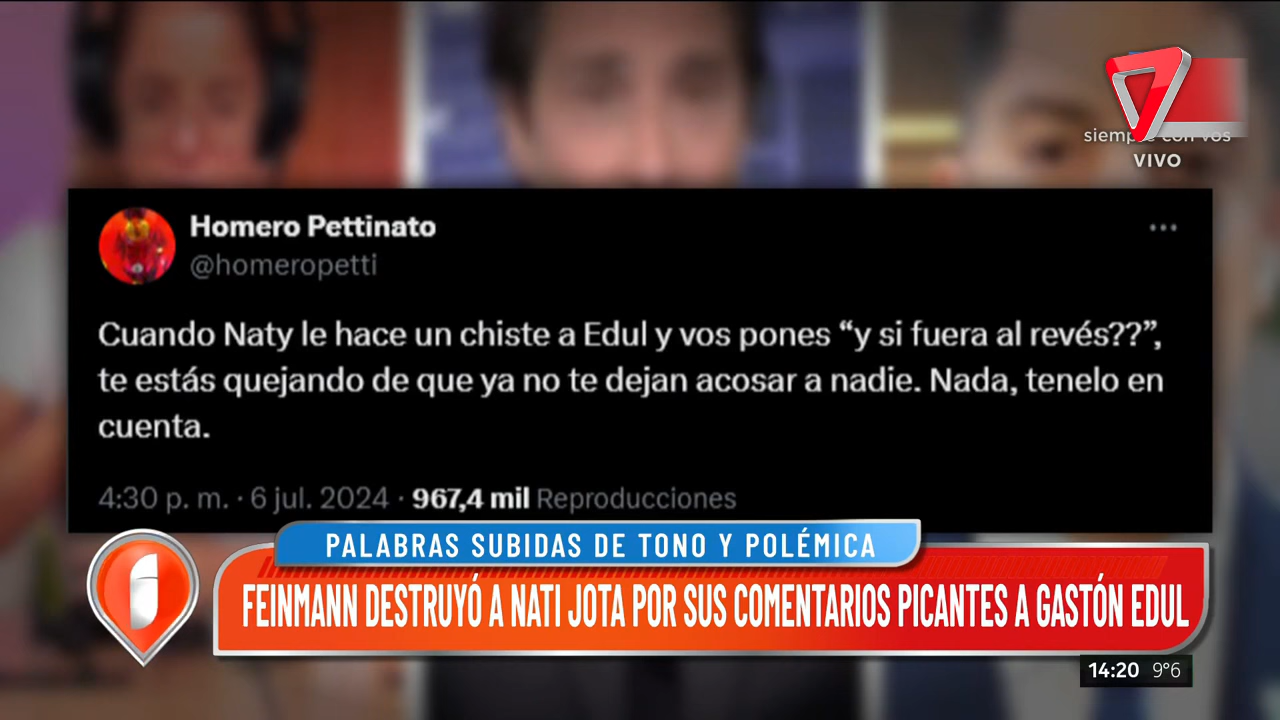 siempre con vos
VIVO
Homero Pettinato
@homeropetti
Cuando Naty le hace un chiste a Edul y vos pones “y si fuera al revés??”,
te estás quejando de que ya no te dejan acosar a nadie. Nada, tenelo en
cuenta.
4:30 p. m. · 6 jul. 2024 · 967,4 mil Reproducciones
PALABRAS SUBIDAS DE TONO Y POLÉMICA
FEINMANN DESTRUYÓ A NATI JOTA POR SUS COMENTARIOS PICANTES A GASTÓN EDUL
14:20 9°6